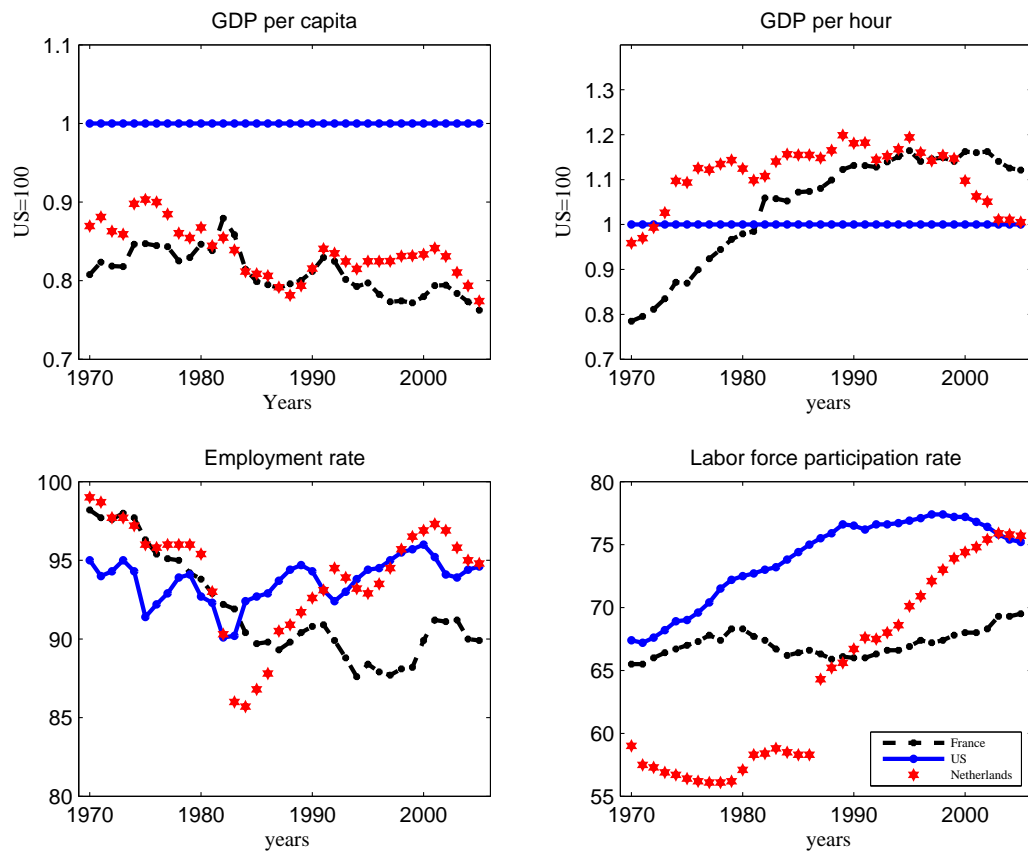 GDP per capita
1.1
1
0.9
0.8
0.7
US=100
1970 1980 1990 2000
Years
GDP per hour
1.3
1.2
1.1
1
0.9
0.8
0.7
US=100
1970 1980 1990 2000
years
Employment rate
100
95
90
85
80
1970 1980 1990 2000
years
Labor force participation rate
80
75
70
65
60
55
1970 1980 1990 2000
years
France
US
Netherlands